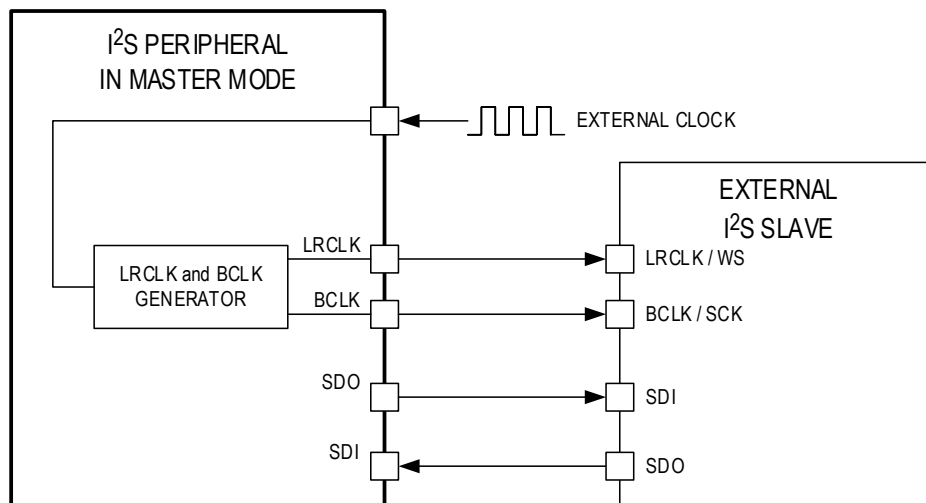 I²S PERIPHERAL
IN MASTER MODE
EXTERNAL CLOCK
EXTERNAL
I²S SLAVE
LRCLK
LRCLK / WS
LRCLK and BCLK
GENERATOR
BCLK
BCLK / SCK
SDO
SDI
SDI
SDO